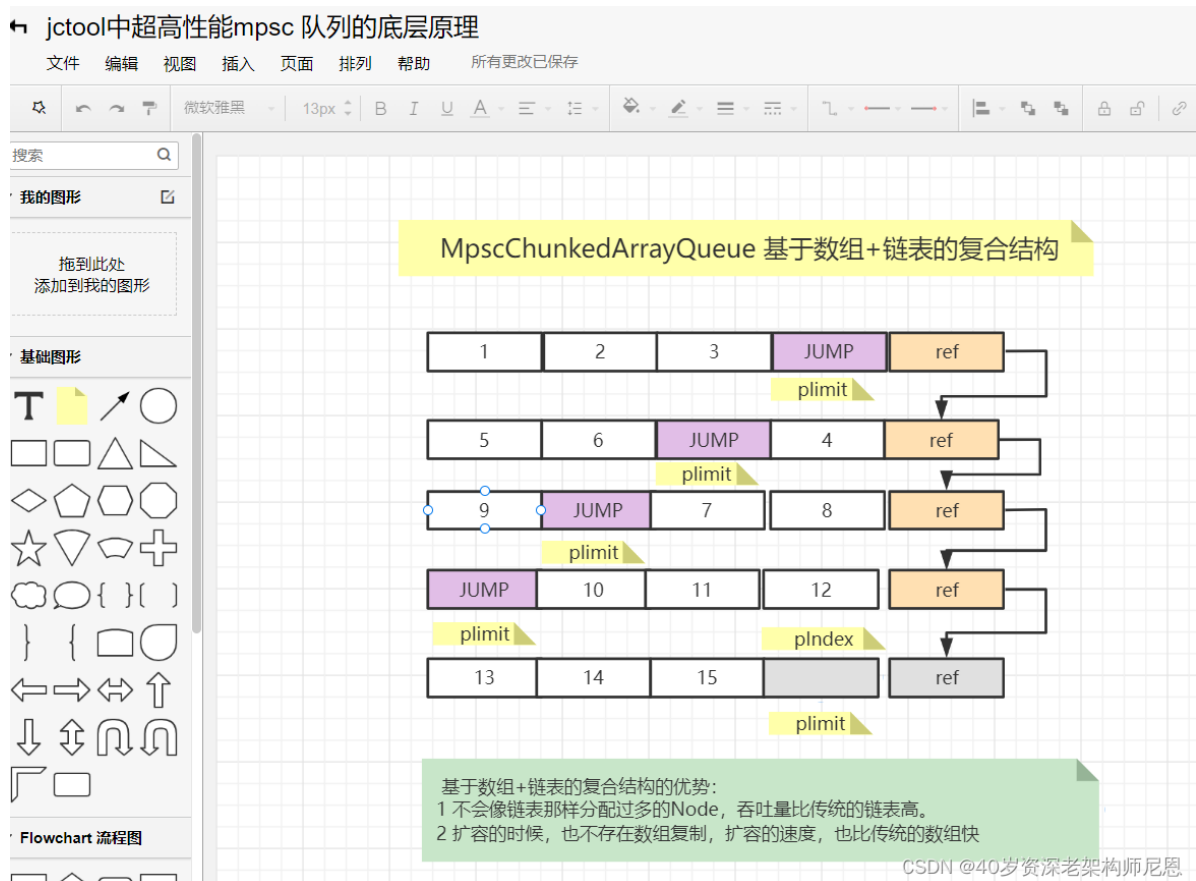 jctool中超高性能mpsc 队列的底层原理
文件 编辑 视图 插入 页面 排列 帮助 所有更改已保存
微软雅黑 13px B I U A
搜索
我的图形
拖到此处
添加到我的图形
基础图形
T
Flowchart 流程图
MpscChunkedArrayQueue 基于数组+链表的复合结构
1 2 3 JUMP ref
plimit
5 6 JUMP 4 ref
plimit
9 JUMP 7 8 ref
plimit
JUMP 10 11 12 ref
plimit pIndex
13 14 15 ref
plimit
基于数组+链表的复合结构的优势：
1 不会像链表那样分配过多的Node，吞吐量比传统的链表高。
2 扩容的时候，也不存在数组复制，扩容的速度，也比传统的数组快
CSDN @40岁资深老架构师尼恩